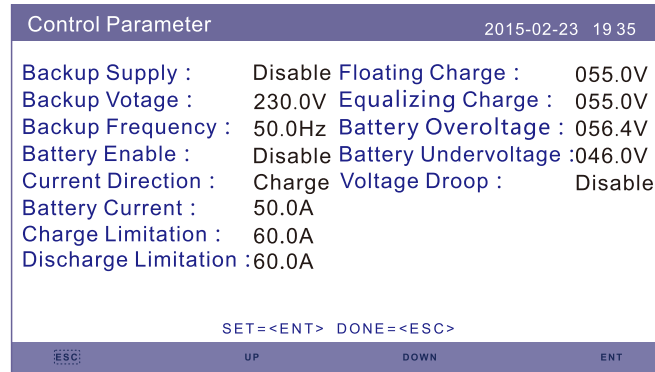 Control Parameter 2015-02-23 19 35
Backup Supply : Disable Floating Charge : 055.0V
Backup Votage : 230.0V Equalizing Charge : 055.0V
Backup Frequency : 50.0Hz Battery Overoltage : 056.4V
Battery Enable : Disable Battery Undervoltage :046.0V
Current Direction : Charge Voltage Droop : Disable
Battery Current : 50.0A
Charge Limitation : 60.0A
Discharge Limitation :60.0A
SET=<ENT> DONE=<ESC>
ESC UP DOWN ENT